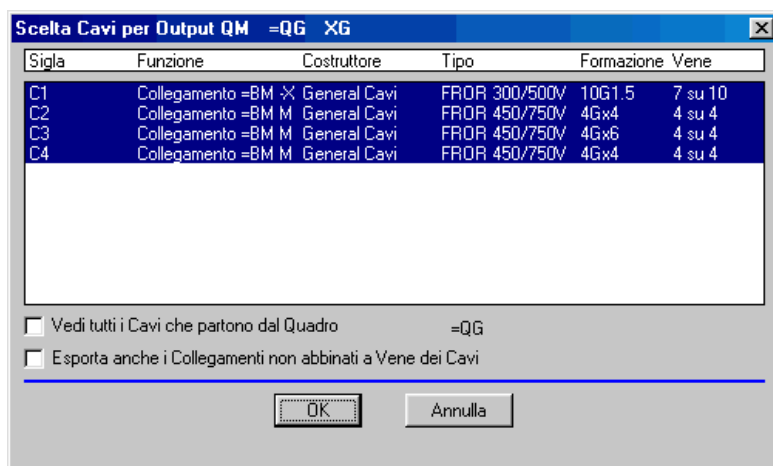 Scelta Cavi per Output QM =QG XG
Sigla Funzione Costruttore Tipo Formazione Vene
C1 Collegamento =BM -X General Cavi FROR 300/500V 10G1.5 7 su 10
C2 Collegamento =BM M General Cavi FROR 450/750V 4Gx4 4 su 4
C3 Collegamento =BM M General Cavi FROR 450/750V 4Gx6 4 su 4
C4 Collegamento =BM M General Cavi FROR 450/750V 4Gx4 4 su 4
Vedi tutti i Cavi che partono dal Quadro =QG
Esporta anche i Collegamenti non abbinati a Vene dei Cavi
OK Annulla